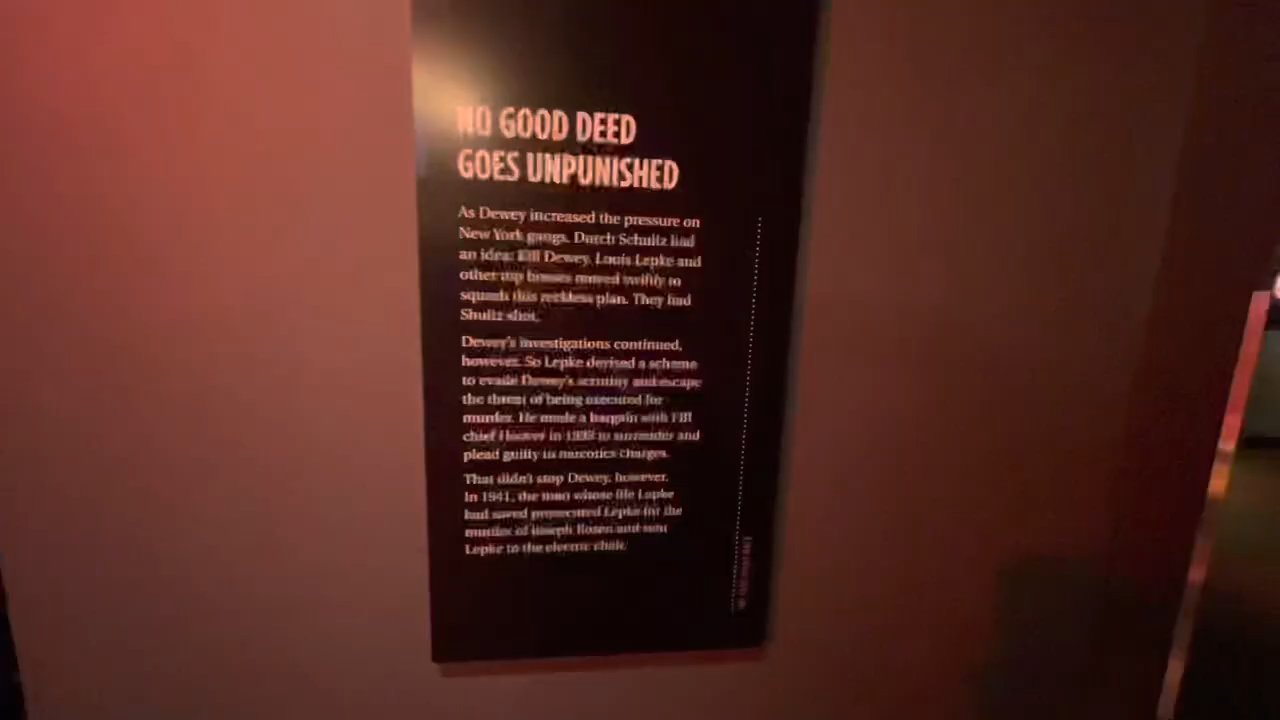 NO GOOD DEED
GOES UNPUNISHED
As Dewey increased the pressure on
New York gangs, Dutch Schultz had
an idea: Kill Dewey. Louis Lepke and
other top bosses moved swiftly to
squash this reckless plan. They had
Shultz shot.
Dewey's investigations continued,
however. So Lepke devised a scheme
to evade Dewey's scrutiny and escape
the threat of being executed for
murder. He made a bargain with FBI
chief Hoover in to surrender and
plead guilty to narcotics charges.
That didn't stop Dewey, however.
In 1941, the man whose life Lepke
had saved prosecuted Lepke for the
murder of Joseph Rosen and sent
Lepke to the electric chair.